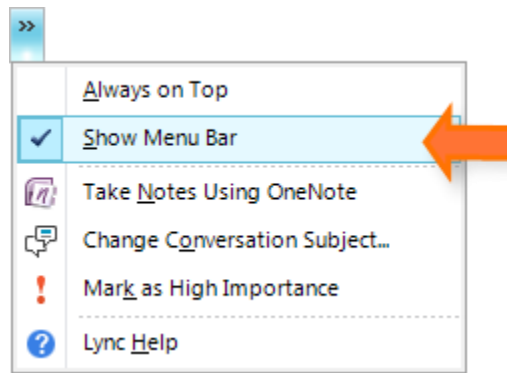 »
Always on Top
Show Menu Bar
Take Notes Using OneNote
Change Conversation Subject...
Mark as High Importance
Lync Help